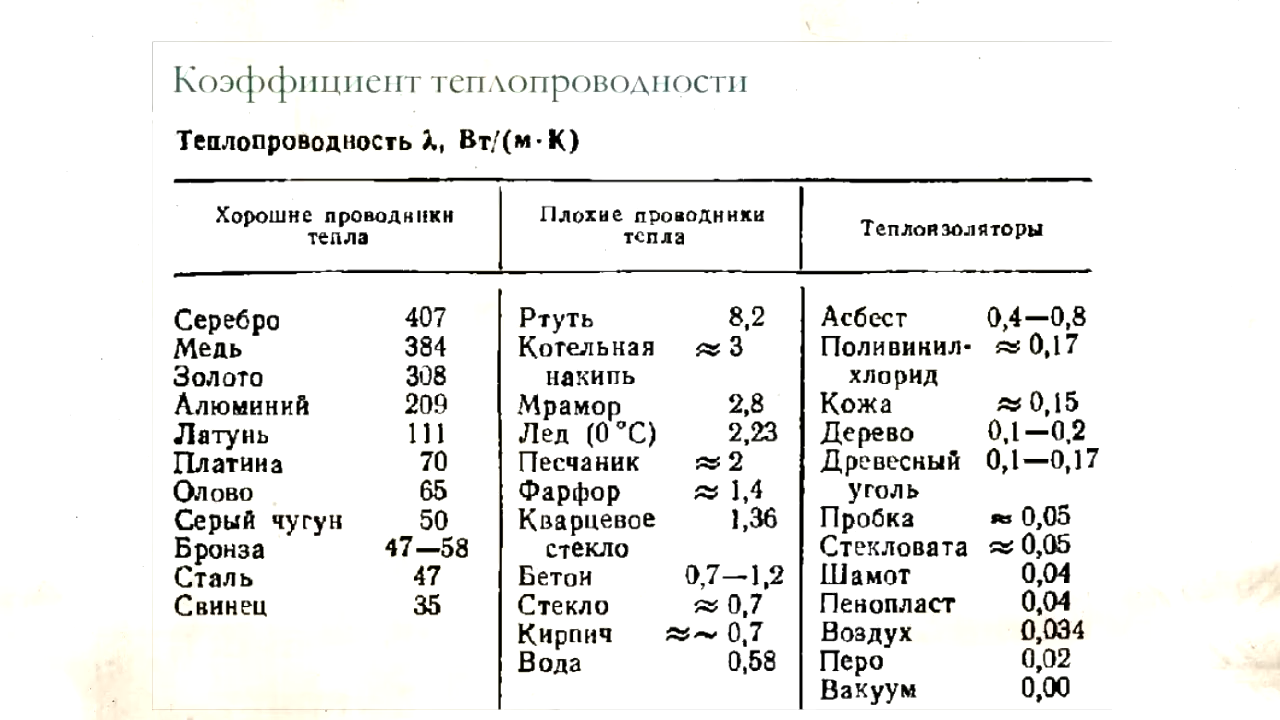 Коэффициент теплопроводности
Теплопроводность λ, Вт/(м·К)
Хорошие проводники
тепла
Плохие проводники
тепла
Теплоизоляторы
Серебро 407
Медь 384
Золото 308
Алюминий 209
Латунь 111
Платина 70
Олово 65
Серый чугун 50
Бронза 47—58
Сталь 47
Свинец 35
Ртуть 8,2
Котельная ≈ 3
накипь
Мрамор 2,8
Лед (0 °С) 2,23
Песчаник ≈ 2
Фарфор ≈ 1,4
Кварцевое 1,36
стекло
Бетон 0,7—1,2
Стекло ≈ 0,7
Кирпич ≈~ 0,7
Вода 0,58
Асбест 0,4—0,8
Поливинил- ≈ 0,17
хлорид
Кожа ≈ 0,15
Дерево 0,1—0,2
Древесный 0,1—0,17
уголь
Пробка ≈ 0,05
Стекловата ≈ 0,05
Шамот 0,04
Пенопласт 0,04
Воздух 0,034
Перо 0,02
Вакуум 0,00